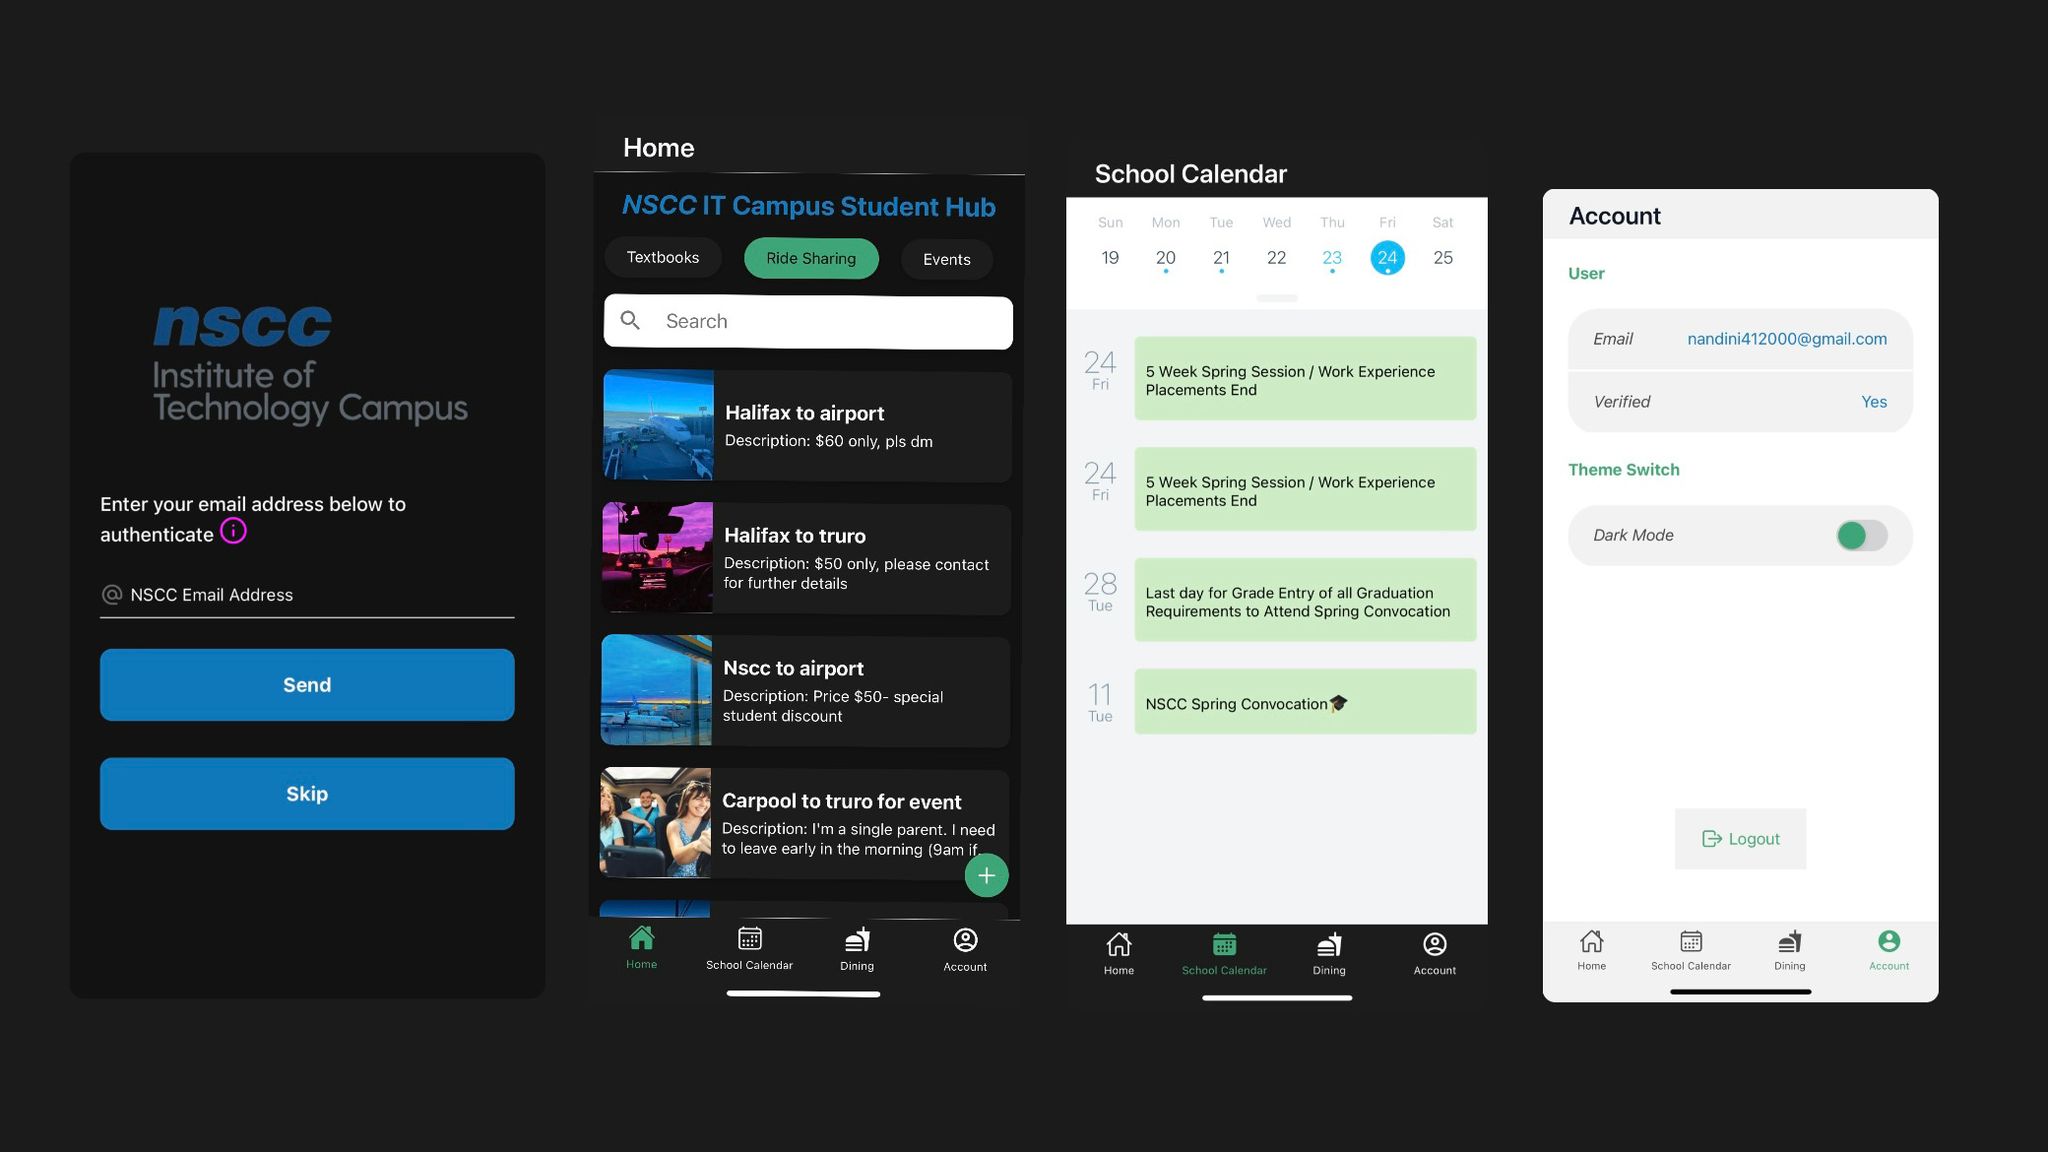 nscc
Institute of
Technology Campus
Enter your email address below to
authenticate
@ NSCC Email Address
Send
Skip
Home
NSCC IT Campus Student Hub
Textbooks
Ride Sharing
Events
Search
Halifax to airport
Description: $60 only, pls dm
Halifax to truro
Description: $50 only, please contact
for further details
Nscc to airport
Description: Price $50- special
student discount
Carpool to truro for event
Description: I'm a single parent. I need
to leave early in the morning (9am if..
Home
School Calendar
Dining
Account
School Calendar
Sun Mon Tue Wed Thu Fri Sat
19 20 21 22 23 24 25
24
Fri
5 Week Spring Session / Work Experience
Placements End
24
Fri
5 Week Spring Session / Work Experience
Placements End
28
Tue
Last day for Grade Entry of all Graduation
Requirements to Attend Spring Convocation
11
Tue
NSCC Spring Convocation🎓
Home
School Calendar
Dining
Account
Account
User
Email nandini412000@gmail.com
Verified Yes
Theme Switch
Dark Mode
Logout
Home
School Calendar
Dining
Account